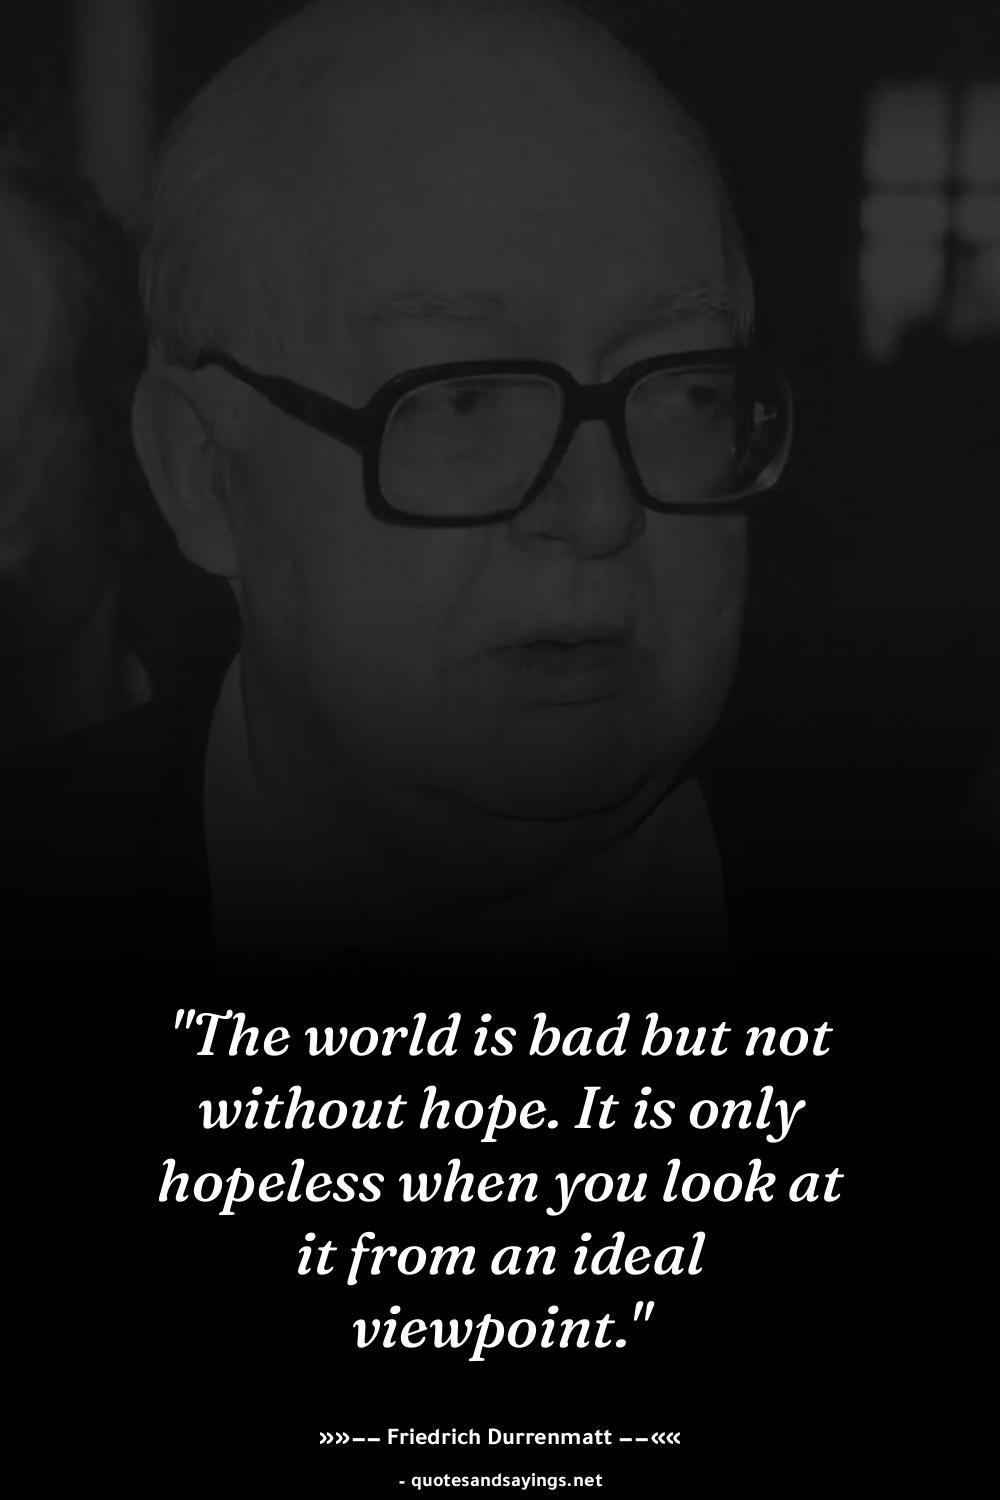 "The world is bad but not
without hope. It is only
hopeless when you look at
it from an ideal
viewpoint."
»»–– Friedrich Durrenmatt ––««
- quotesandsayings.net